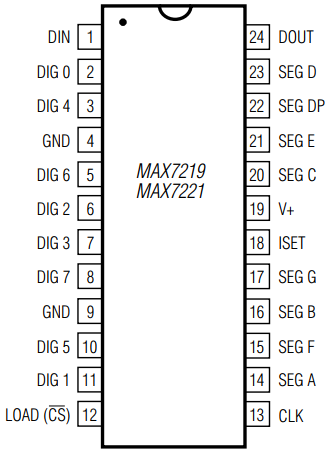 DIN 1 24 DOUT
DIG 0 2 23 SEG D
DIG 4 3 22 SEG DP
GND 4 21 SEG E
MAX7219
MAX7221
DIG 6 5 20 SEG C
DIG 2 6 19 V+
DIG 3 7 18 ISET
DIG 7 8 17 SEG G
GND 9 16 SEG B
DIG 5 10 15 SEG F
DIG 1 11 14 SEG A
LOAD (C̅S̅) 12 13 CLK